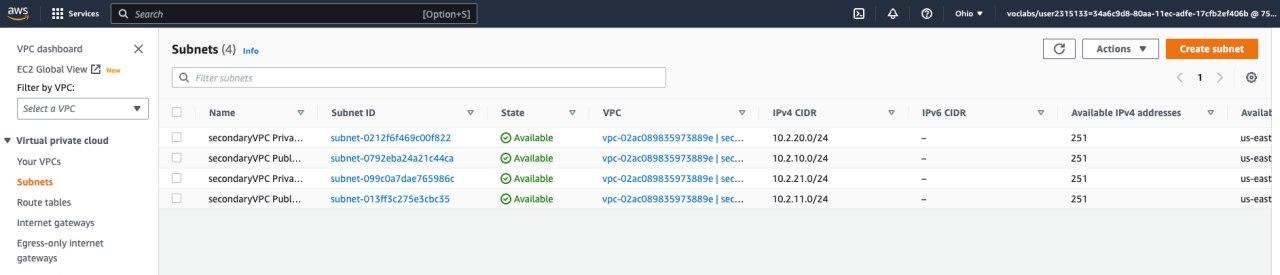 aws Services Search [Option+S] Ohio voclabs/user2315133=34a6c9d8-80aa-11ec-adfe-17cfb2ef406b @ 75...
VPC dashboard
EC2 Global View New
Filter by VPC:
Select a VPC
Virtual private cloud
Your VPCs
Subnets
Route tables
Internet gateways
Egress-only internet
gateways
Subnets (4) Info
Actions Create subnet
Filter subnets
1
Name Subnet ID State VPC IPv4 CIDR IPv6 CIDR Available IPv4 addresses Availal
secondaryVPC Priva... subnet-0212f6f469c00f822 Available vpc-02ac089835973889e | sec... 10.2.20.0/24 – 251 us-east
secondaryVPC Publ... subnet-0792eba24a21c44ca Available vpc-02ac089835973889e | sec... 10.2.10.0/24 – 251 us-east
secondaryVPC Priva... subnet-099c0a7dae765986c Available vpc-02ac089835973889e | sec... 10.2.21.0/24 – 251 us-east
secondaryVPC Publ... subnet-013ff3c275e3cbc35 Available vpc-02ac089835973889e | sec... 10.2.11.0/24 – 251 us-east